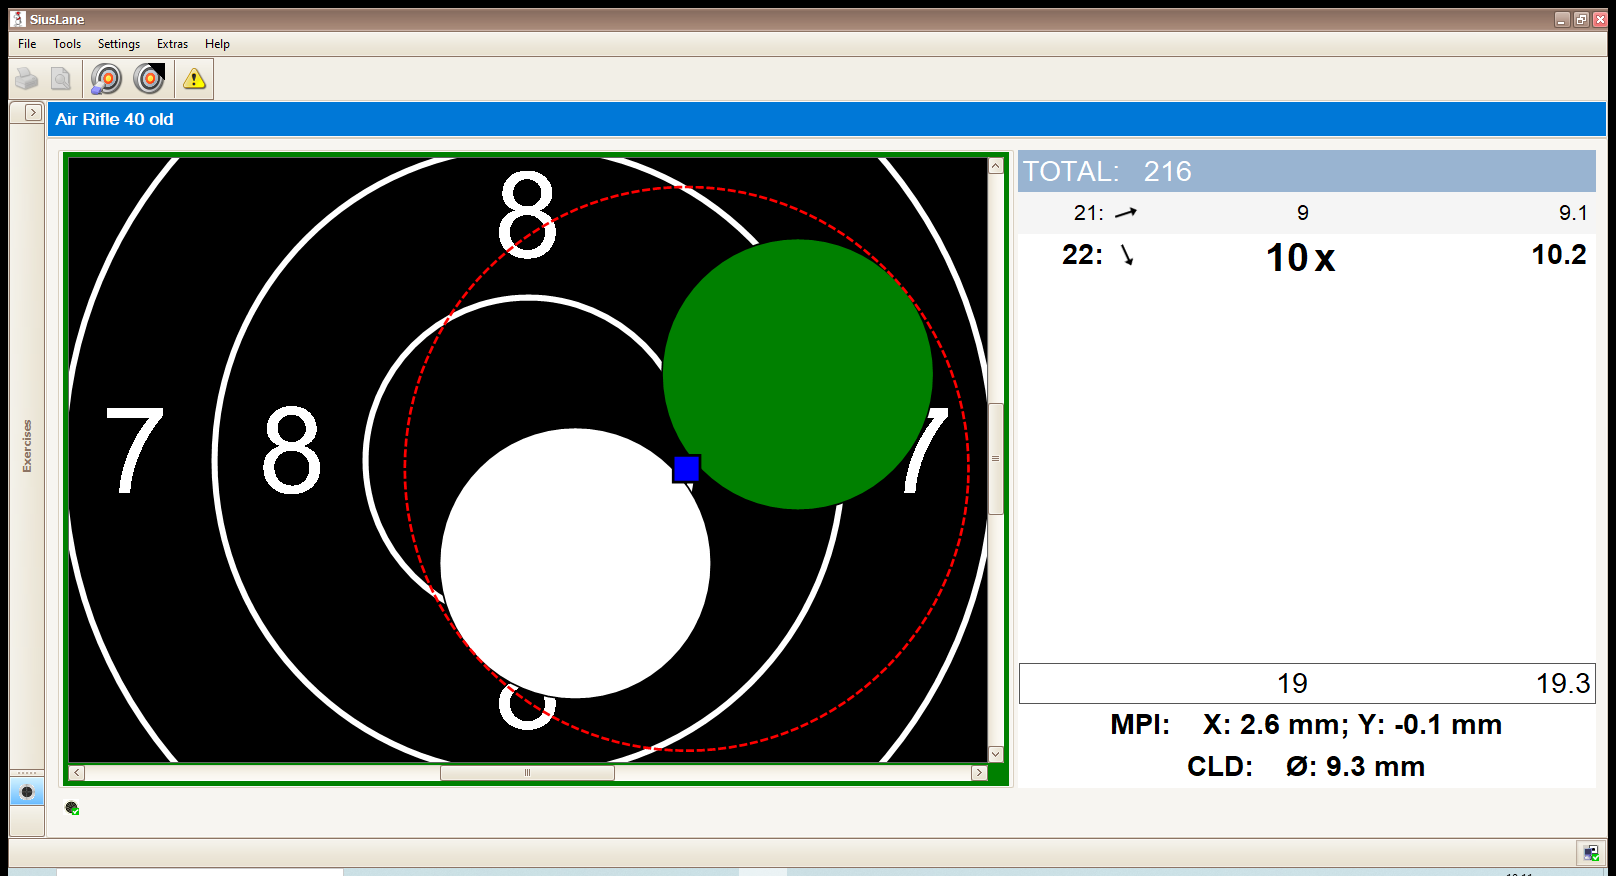 SiusLane
File Tools Settings Extras Help
Air Rifle 40 old
Exercises
8
7 8 7
TOTAL: 216
21: 9 9.1
22: 10 x 10.2
19 19.3
MPI: X: 2.6 mm; Y: -0.1 mm
CLD: Ø: 9.3 mm